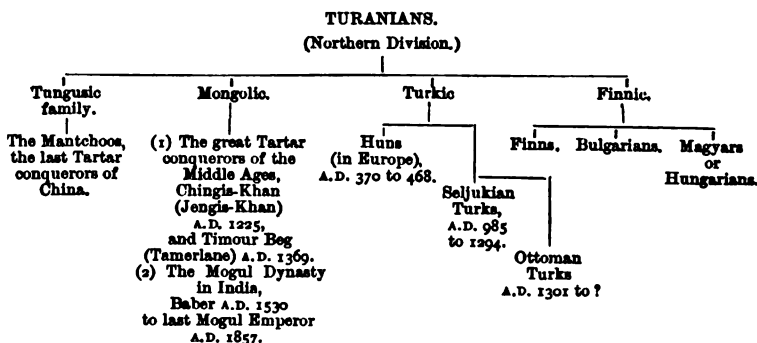 TURANIANS.
(Northern Division.)
Tungusic
family.
The Mantchoos,
the last Tartar
conquerors of
China.
Mongolic.
(1) The great Tartar
conquerors of the
Middle Ages,
Chingis-Khan
(Jengis-Khan)
A.D. 1225,
and Timour Beg
(Tamerlane) A.D. 1369.
(2) The Mogul Dynasty
in India,
Baber A.D. 1530
to last Mogul Emperor
A.D. 1857.
Turkic
Huns
(in Europe),
A.D. 370 to 468.
Seljukian
Turks,
A.D. 985
to 1294.
Ottoman
Turks
A.D. 1301 to ?
Finnic.
Finns.
Bulgarians.
Magyars
or
Hungarians.